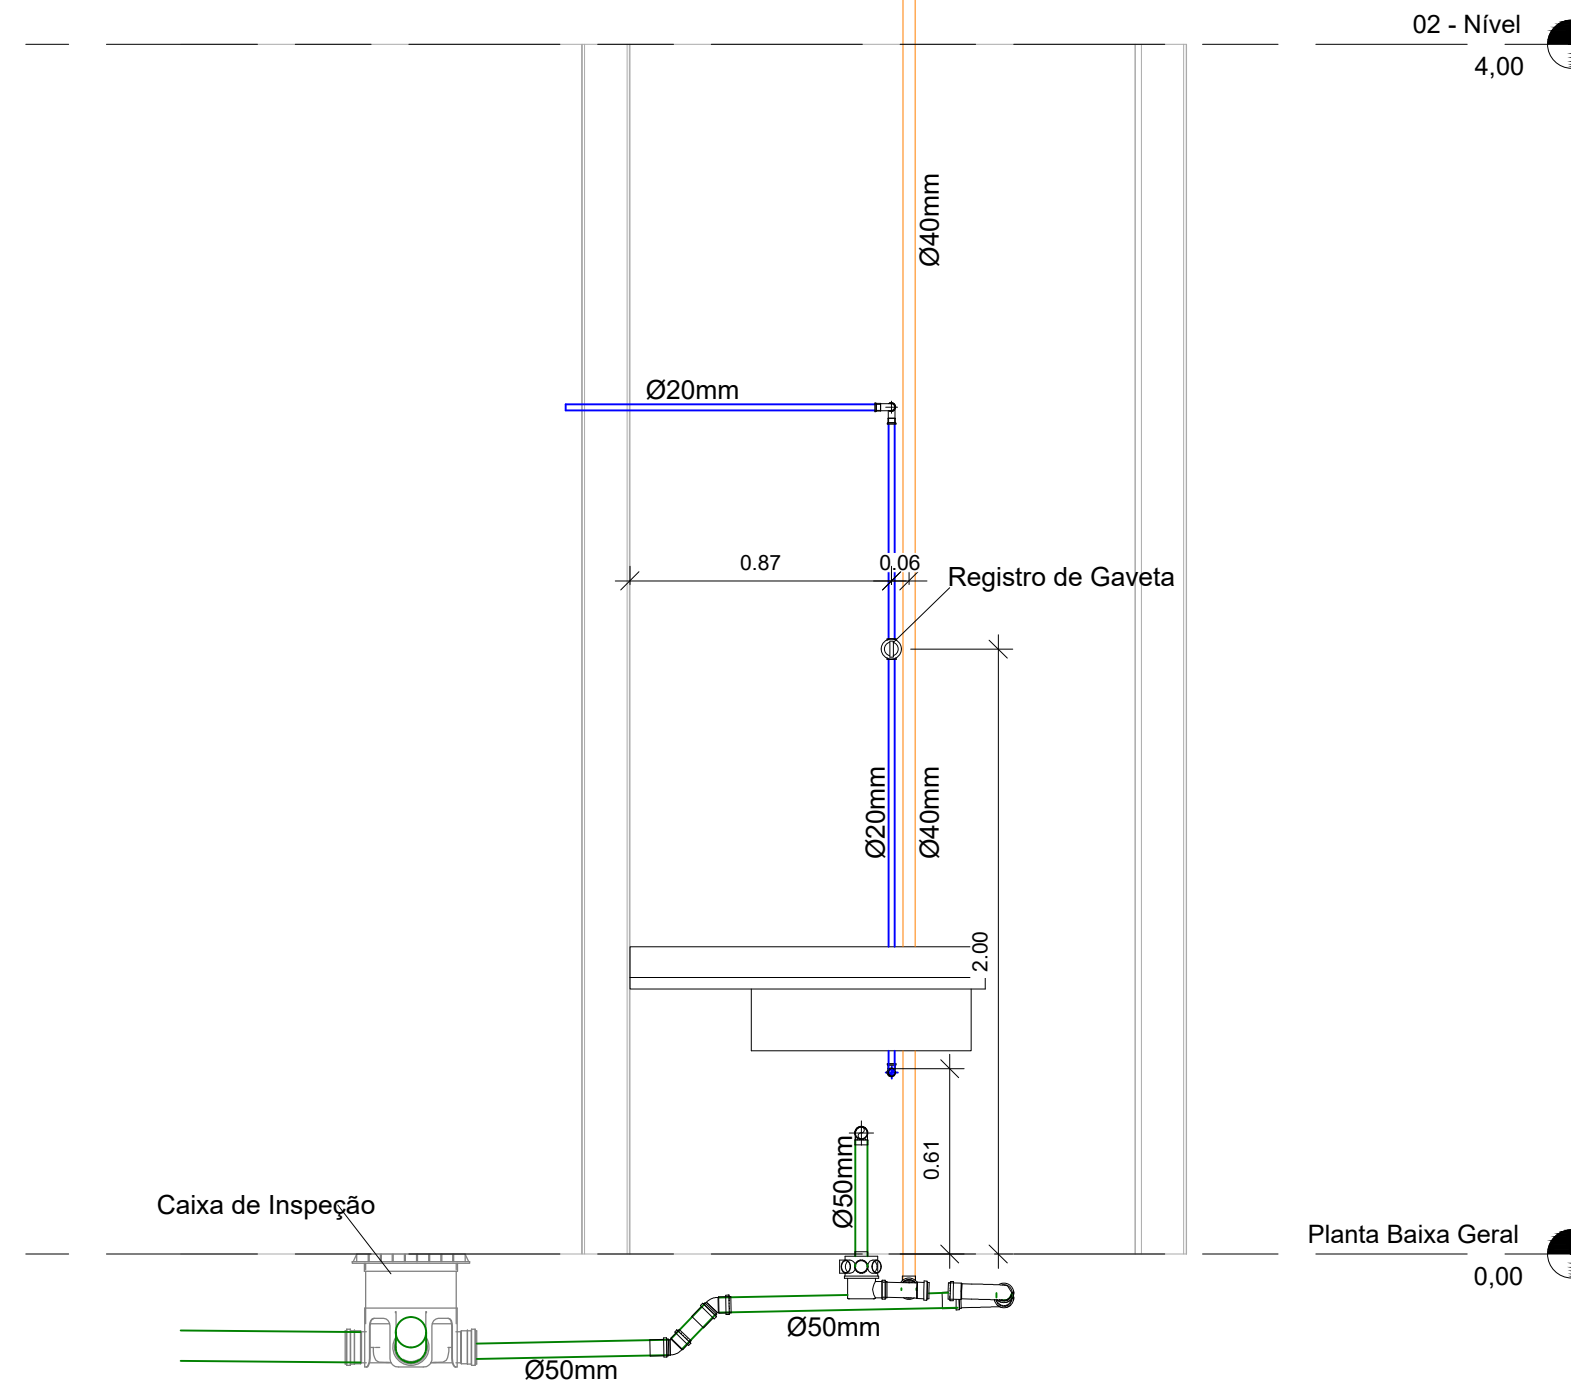 02 - Nível
4,00
Ø40mm
Ø20mm
0.87
0.06
Registro de Gaveta
Ø20mm
Ø40mm
2.00
0.61
Ø50mm
Caixa de Inspeção
Planta Baixa Geral
0,00
Ø50mm
Ø50mm